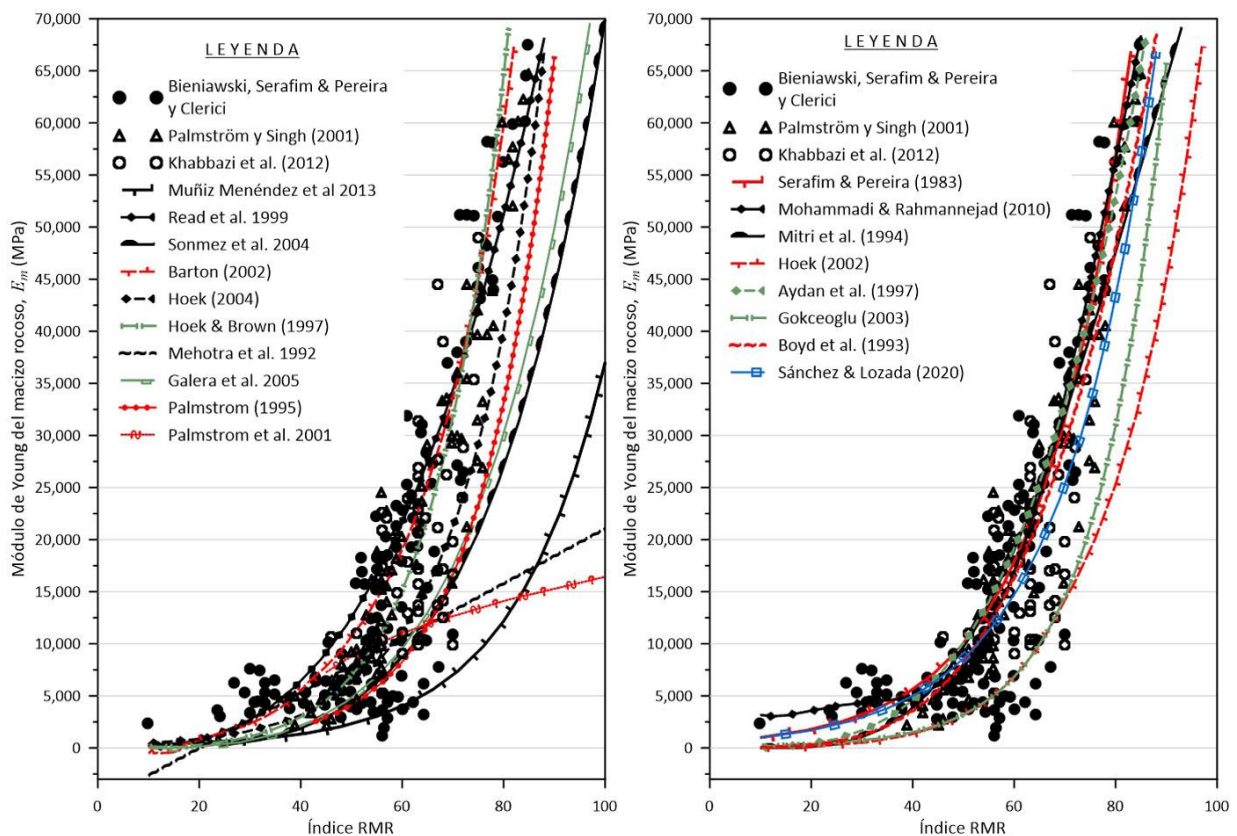 LEYENDA
Bieniawski, Serafim & Pereira
y Clerici
Palmström y Singh (2001)
Khabbazi et al. (2012)
Muñiz Menéndez et al 2013
Read et al. 1999
Sonmez et al. 2004
Barton (2002)
Hoek (2004)
Hoek & Brown (1997)
Mehotra et al. 1992
Galera et al. 2005
Palmstrom (1995)
Palmstrom et al. 2001
Módulo de Young del macizo rocoso, E_m (MPa)
70,000
65,000
60,000
55,000
50,000
45,000
40,000
35,000
30,000
25,000
20,000
15,000
10,000
5,000
0
0 20 40 60 80 100
Índice RMR
LEYENDA
Bieniawski, Serafim & Pereira
y Clerici
Palmström y Singh (2001)
Khabbazi et al. (2012)
Serafim & Pereira (1983)
Mohammadi & Rahmannejad (2010)
Mitri et al. (1994)
Hoek (2002)
Aydan et al. (1997)
Gokceoglu (2003)
Boyd et al. (1993)
Sánchez & Lozada (2020)
Módulo de Young del macizo rocoso, E_m (MPa)
70,000
65,000
60,000
55,000
50,000
45,000
40,000
35,000
30,000
25,000
20,000
15,000
10,000
5,000
0
0 20 40 60 80 100
Índice RMR